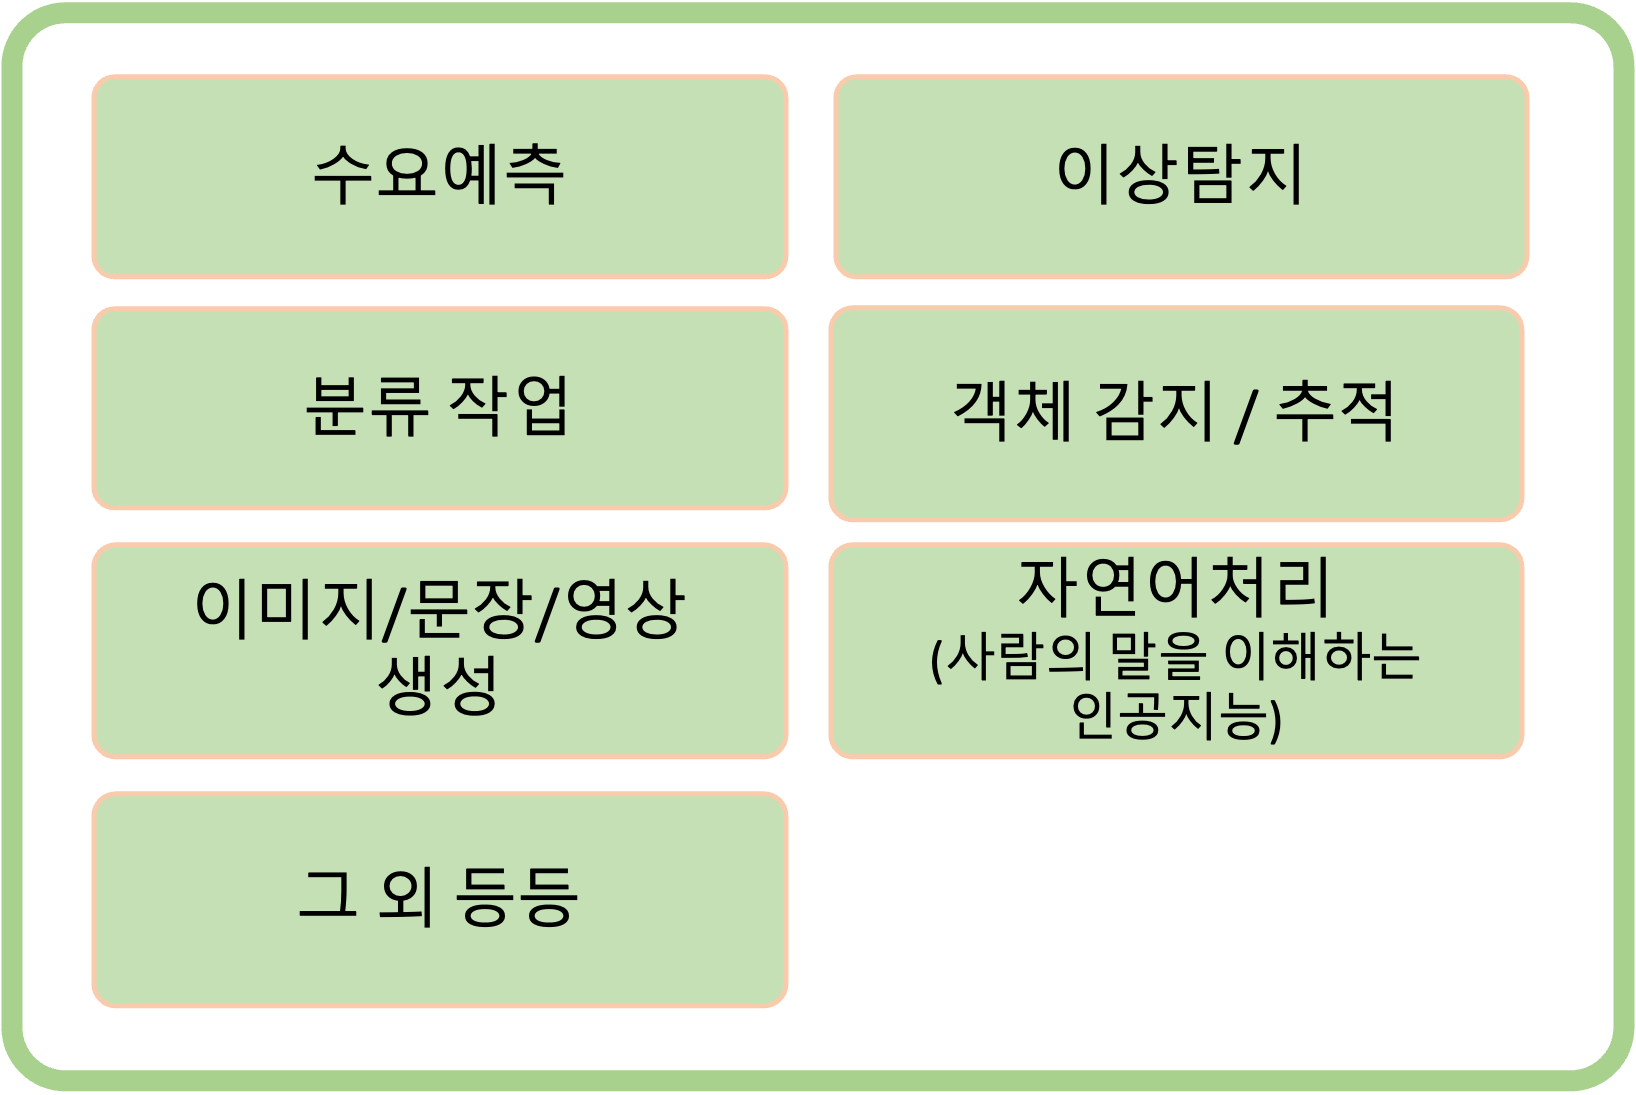 수요예측
이상탐지
분류 작업
객체 감지 / 추적
이미지/문장/영상
생성
자연어처리
(사람의 말을 이해하는
인공지능)
그 외 등등